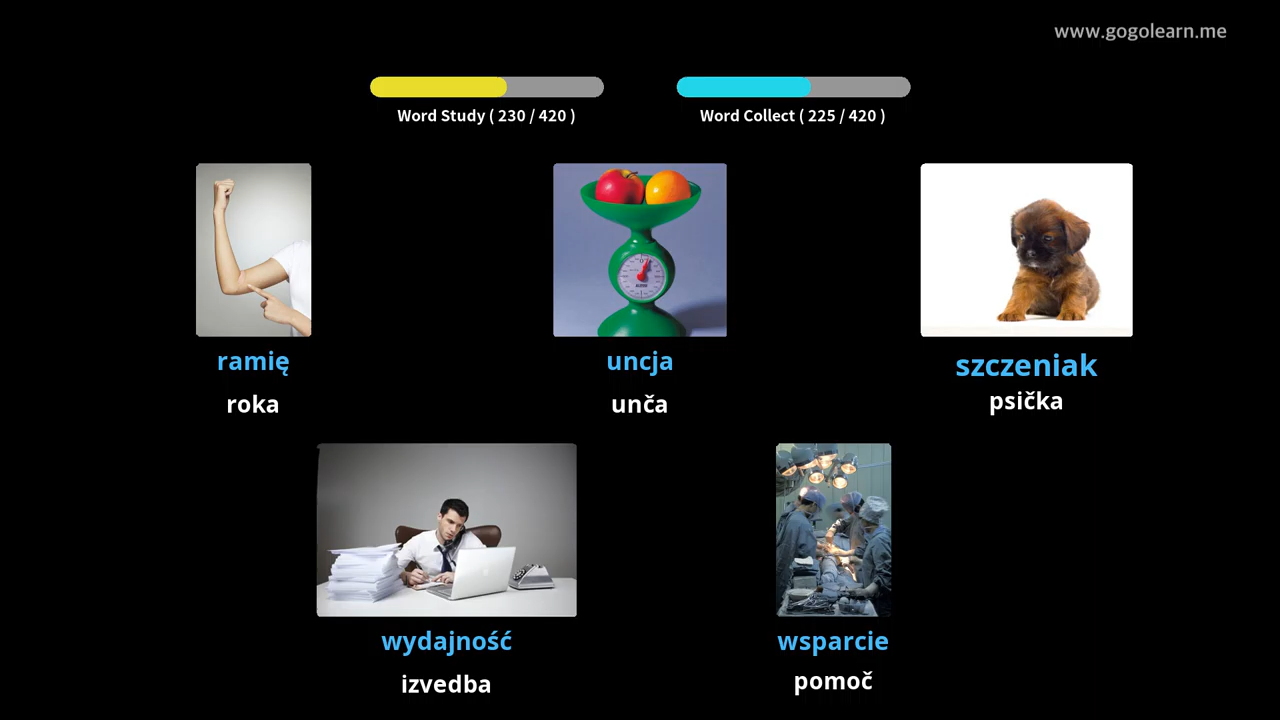 www.gogolearn.me
Word Study ( 230 / 420 )
Word Collect ( 225 / 420 )
ramię
uncja
szczeniak
roka
unča
psička
wydajność
wsparcie
izvedba
pomoč